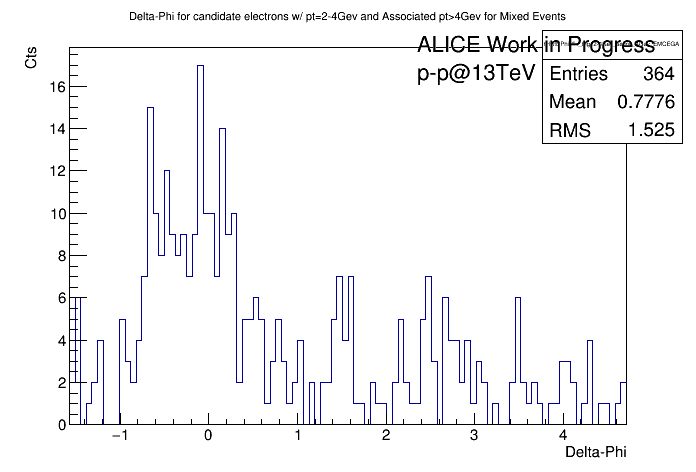 Delta-Phi for candidate electrons w/ pt=2-4Gev and Associated pt>4Gev for Mixed Events
Cts
ALICE Work in Progress
p-p@13TeV
EMCEGA
Entries 364
Mean 0.7776
RMS 1.525
16
14
12
10
8
6
4
2
0
−1 0 1 2 3 4
Delta-Phi